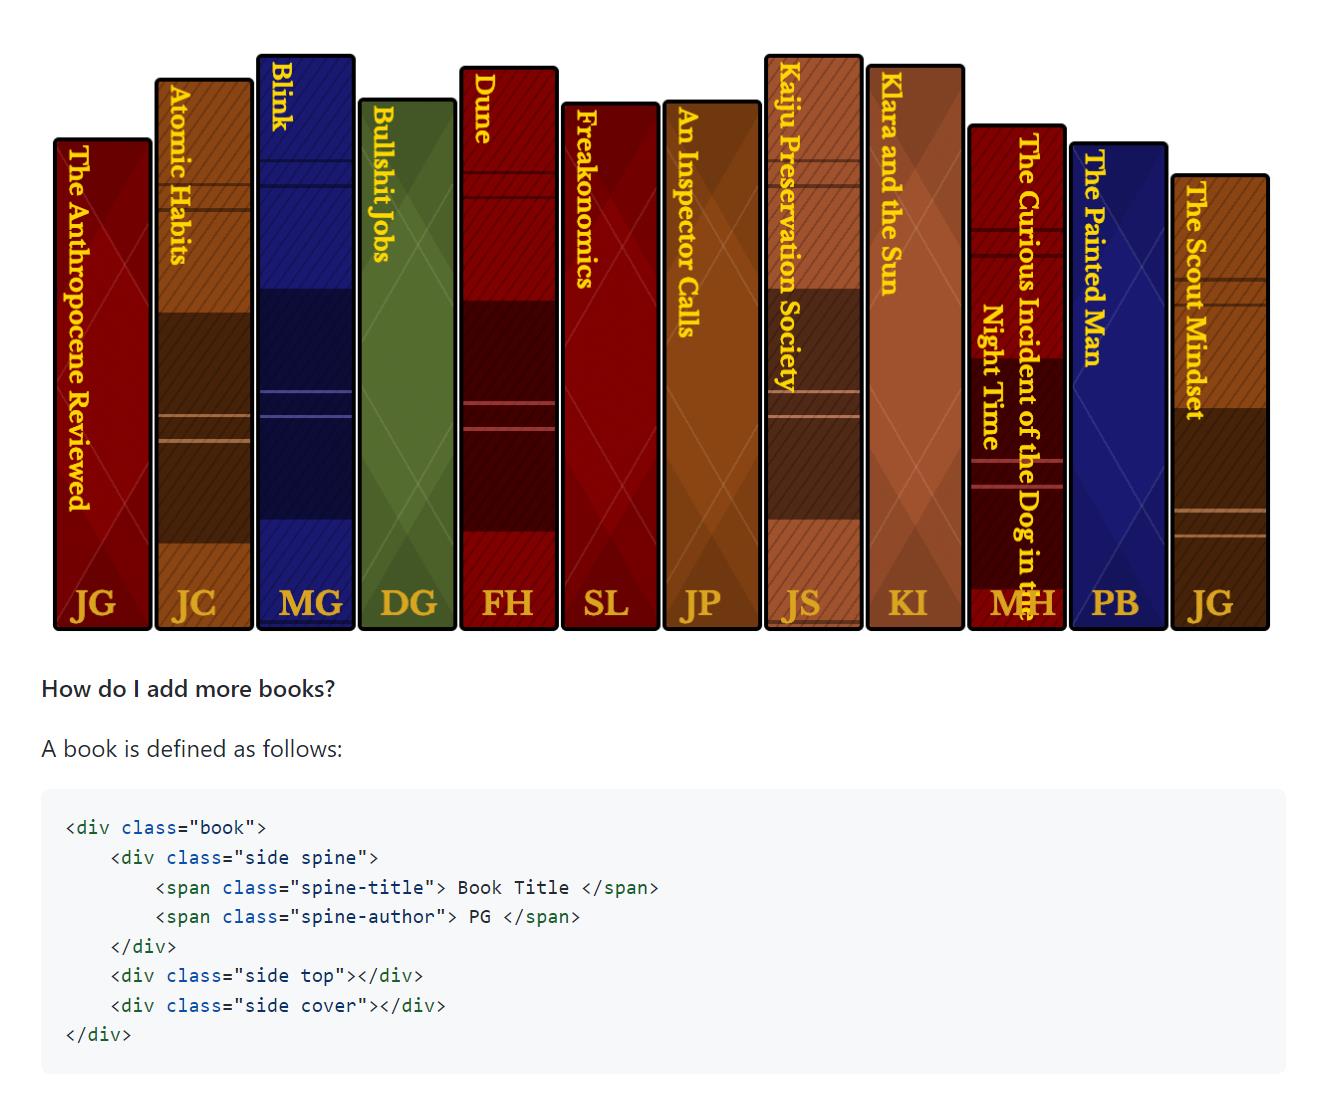 The Anthropocene Reviewed
JG
Atomic Habits
JC
Blink
MG
Bullshit Jobs
DG
Dune
FH
Freakonomics
SL
An Inspector Calls
JP
Kaiju Preservation Society
JS
Klara and the Sun
KI
The Curious Incident of the Dog in the
Night Time
MH
The Painted Man
PB
The Scout Mindset
JG
How do I add more books?
A book is defined as follows:
<div class="book">
    <div class="side spine">
        <span class="spine-title"> Book Title </span>
        <span class="spine-author"> PG </span>
    </div>
    <div class="side top"></div>
    <div class="side cover"></div>
</div>